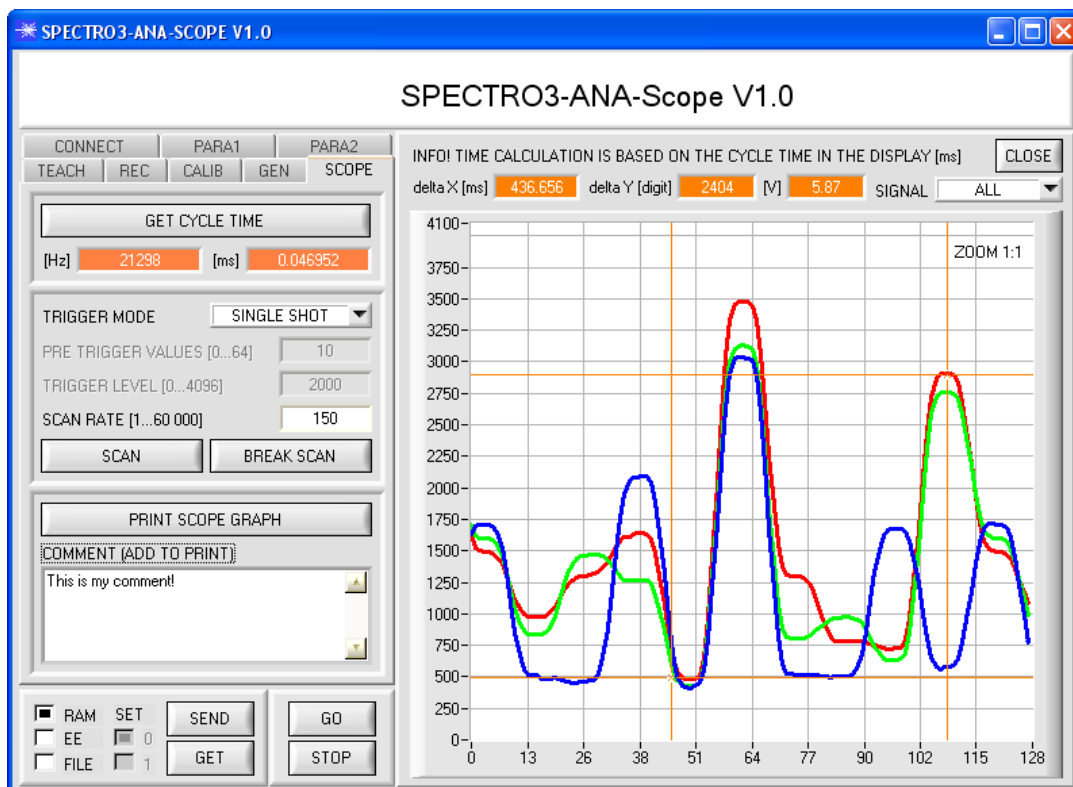 SPECTRO3-ANA-SCOPE V1.0
SPECTRO3-ANA-Scope V1.0
CONNECT PARA1 PARA2
TEACH REC CALIB GEN SCOPE
GET CYCLE TIME
[Hz] 21298 [ms] 0.046952
TRIGGER MODE SINGLE SHOT
PRE TRIGGER VALUES [0...64] 10
TRIGGER LEVEL [0...4096] 2000
SCAN RATE [1...60 000] 150
SCAN BREAK SCAN
PRINT SCOPE GRAPH
COMMENT (ADD TO PRINT)
This is my comment!
RAM SET SEND GO
EE 0
FILE 1 GET STOP
INFO! TIME CALCULATION IS BASED ON THE CYCLE TIME IN THE DISPLAY [ms] CLOSE
delta X [ms] 436.656 delta Y [digit] 2404 [V] 5.87 SIGNAL ALL
ZOOM 1:1
4100
3750
3500
3250
3000
2750
2500
2250
2000
1750
1500
1250
1000
750
500
250
0
0 13 26 38 51 64 77 90 102 115 128